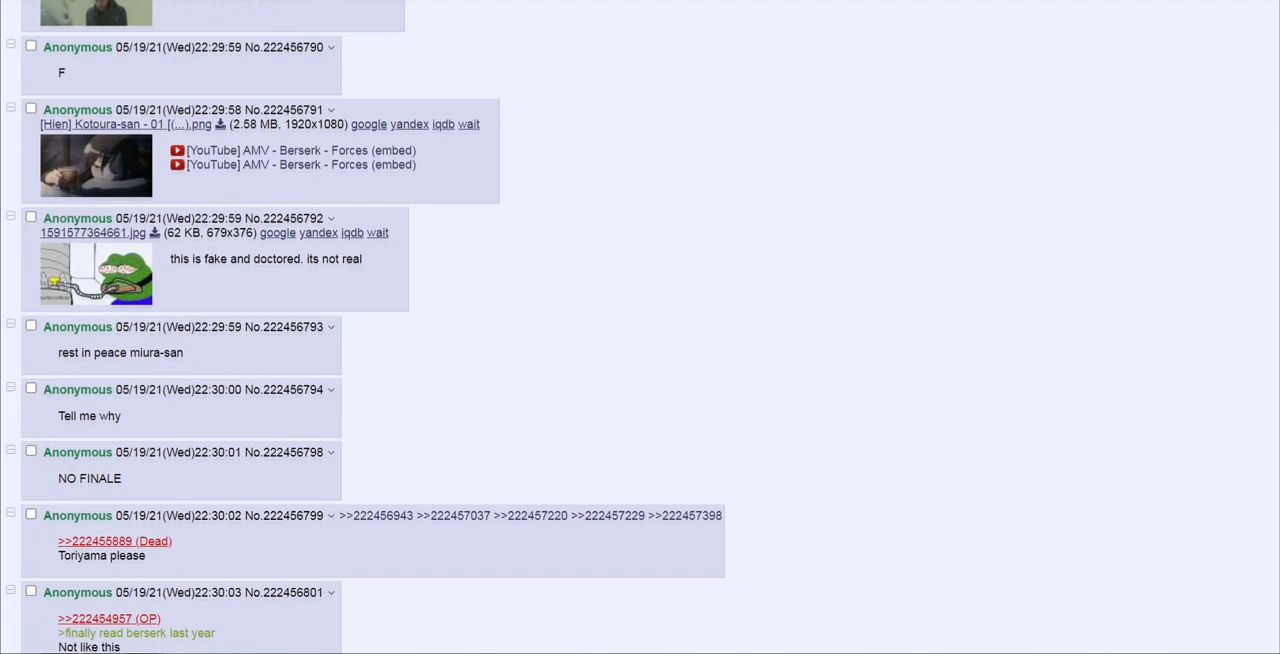 Anonymous 05/19/21(Wed)22:29:59 No.222456790
F
Anonymous 05/19/21(Wed)22:29:58 No.222456791
[Hien] Kotoura-san - 01 [(...).png (2.58 MB, 1920x1080) google yandex iqdb wait
[YouTube] AMV - Berserk - Forces (embed)
[YouTube] AMV - Berserk - Forces (embed)
Anonymous 05/19/21(Wed)22:29:59 No.222456792
1591577364661.jpg (62 KB, 679x376) google yandex iqdb wait
this is fake and doctored. its not real
Anonymous 05/19/21(Wed)22:29:59 No.222456793
rest in peace miura-san
Anonymous 05/19/21(Wed)22:30:00 No.222456794
Tell me why
Anonymous 05/19/21(Wed)22:30:01 No.222456798
NO FINALE
Anonymous 05/19/21(Wed)22:30:02 No.222456799 >>222456943 >>222457037 >>222457220 >>222457229 >>222457398
>>222455889 (Dead)
Toriyama please
Anonymous 05/19/21(Wed)22:30:03 No.222456801
>>222454957 (OP)
>finally read berserk last year
Not like this